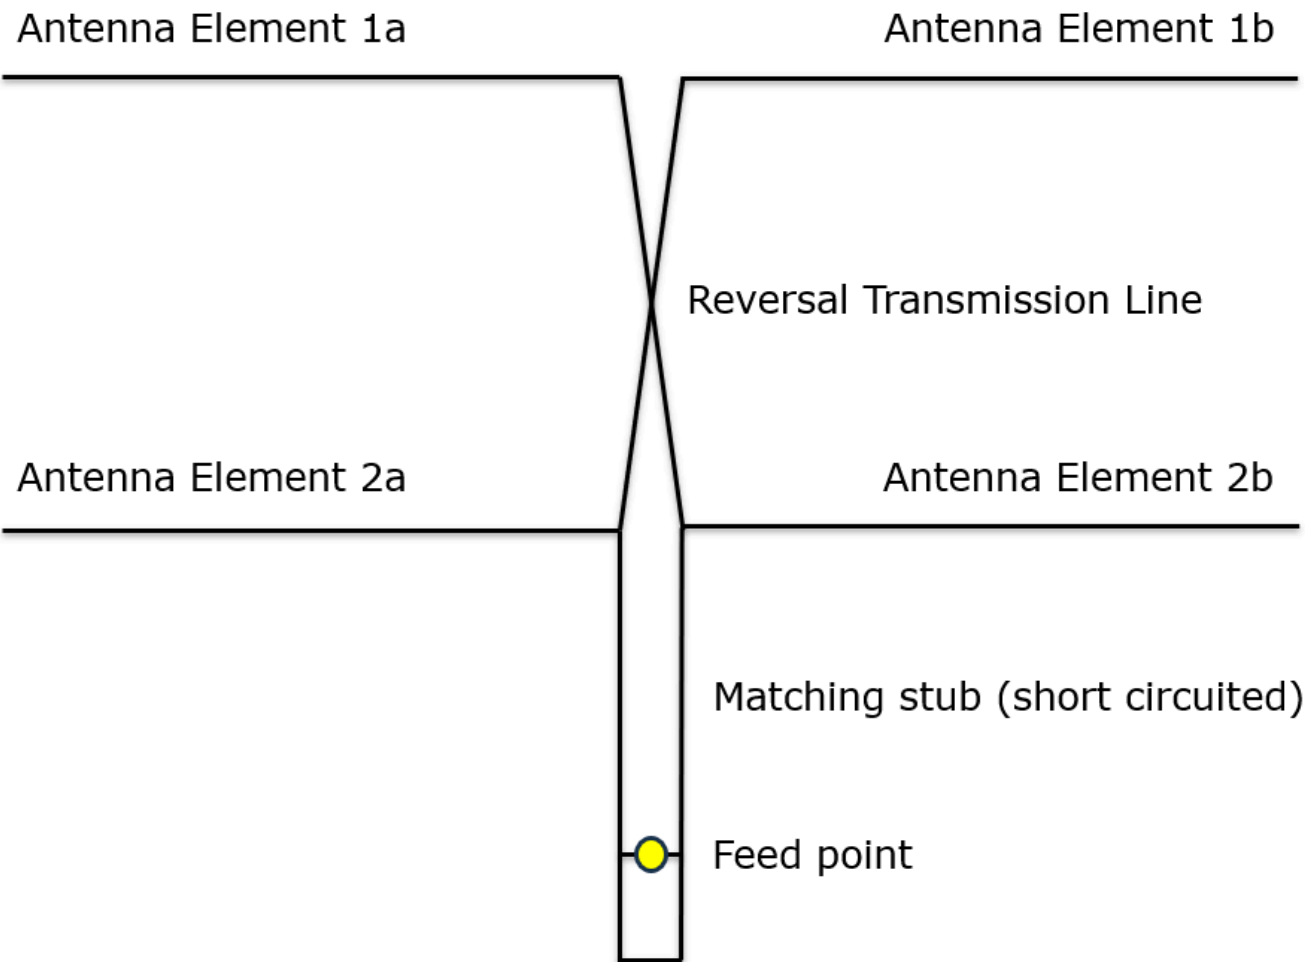 Antenna Element 1a
Antenna Element 1b
Reversal Transmission Line
Antenna Element 2a
Antenna Element 2b
Matching stub (short circuited)
Feed point